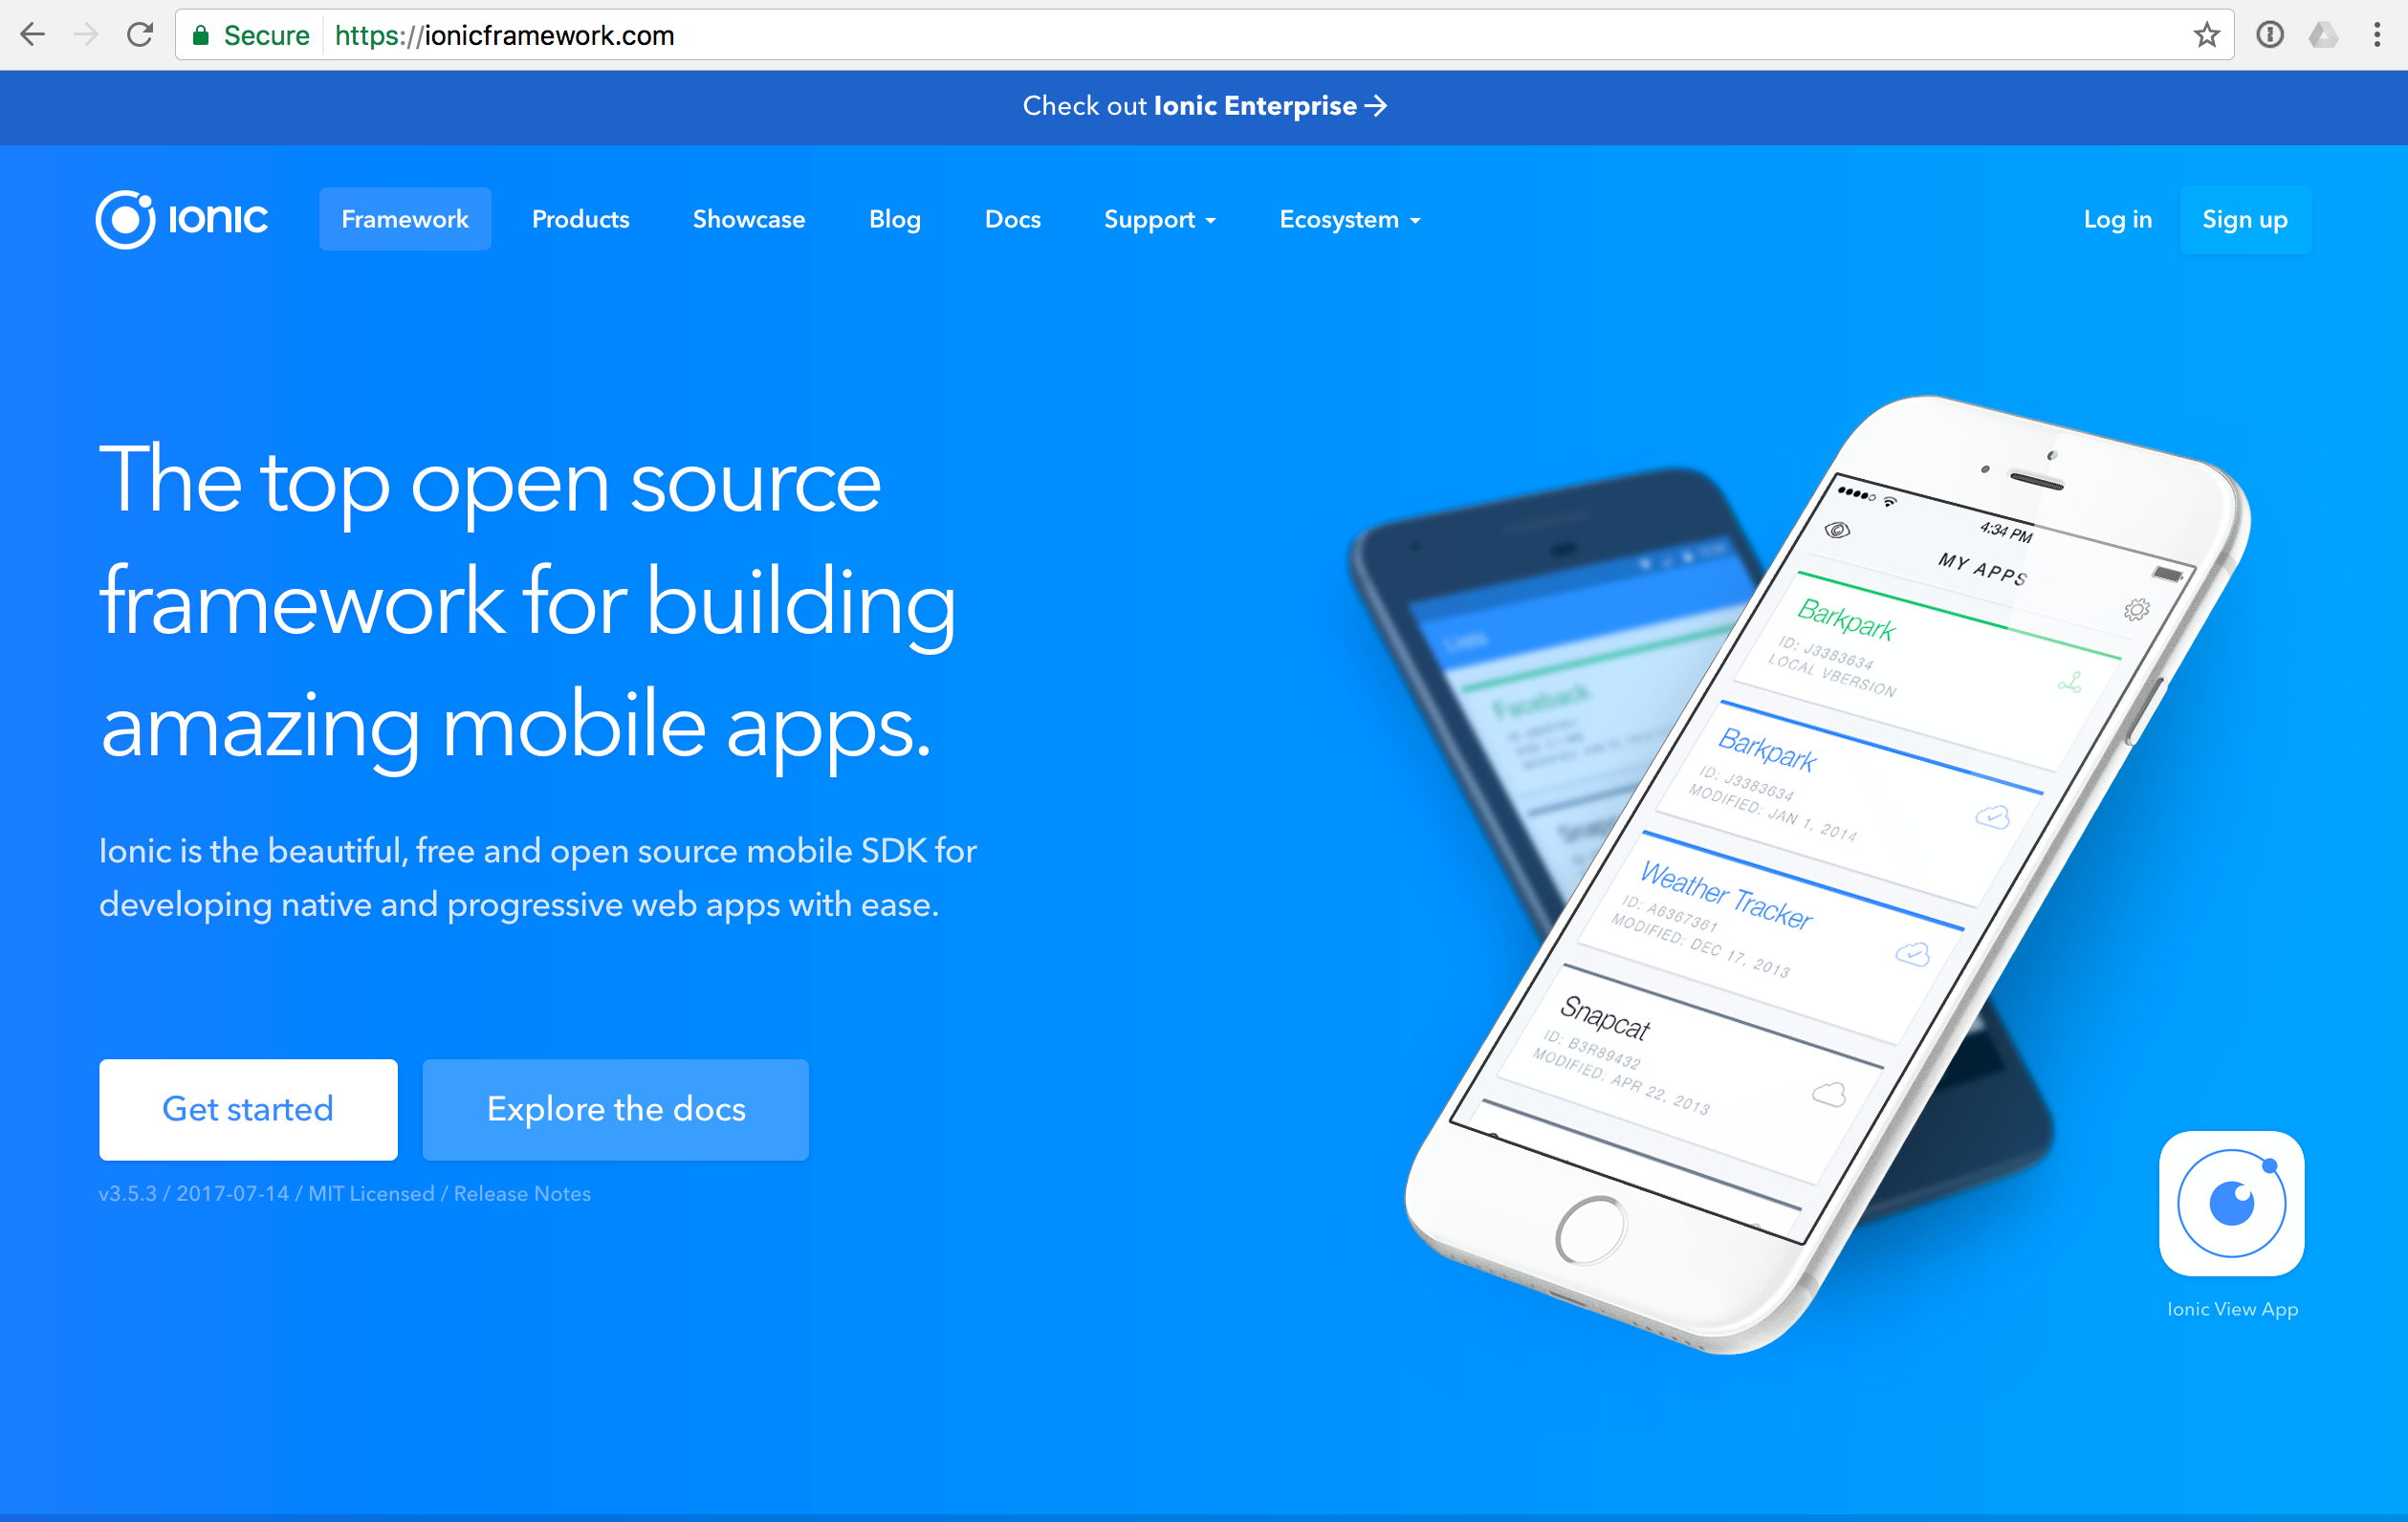 Secure https://ionicframework.com
Check out Ionic Enterprise →
IONIC Framework Products Showcase Blog Docs Support Ecosystem Log in Sign up
The top open source
framework for building
amazing mobile apps.
Ionic is the beautiful, free and open source mobile SDK for
developing native and progressive web apps with ease.
Get started Explore the docs
v3.5.3 / 2017-07-14 / MIT Licensed / Release Notes
Lists
4:34 PM
MY APPS
Barkpark
ID: J3383634
LOCAL VBERSION
Barkpark
ID: J3383634
MODIFIED: JAN 1, 2014
Weather Tracker
ID: A6367361
MODIFIED: DEC 17, 2013
Snapcat
ID: B3R89432
MODIFIED: APR 22, 2013
Ionic View App